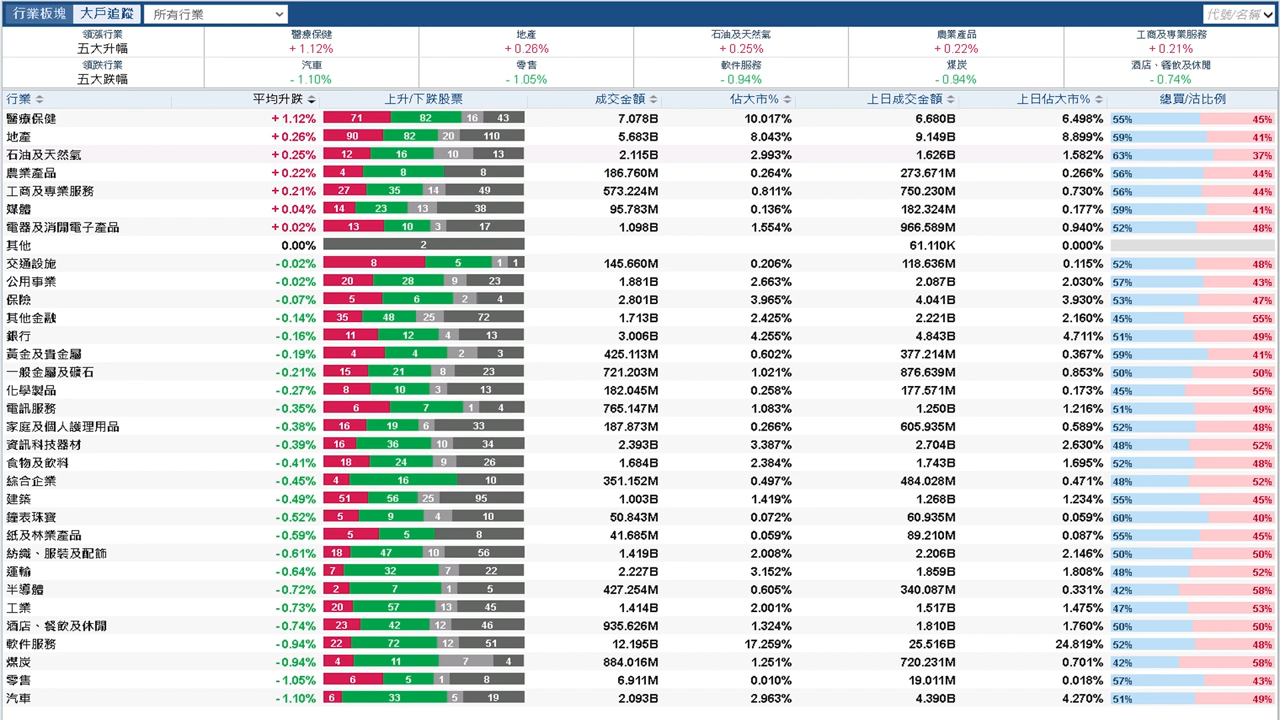 行業板塊 大戶追蹤 所有行業 代號/名稱
領漲行業 醫療保健 地產 石油及天然氣 農業產品 工商及專業服務
五大升幅 + 1.12% + 0.26% + 0.25% + 0.22% + 0.21%
領跌行業 汽車 零售 軟件服務 煤炭 酒店、餐飲及休閒
五大跌幅 - 1.10% - 1.05% - 0.94% - 0.94% - 0.74%
行業 平均升跌 上升/下跌股票 成交金額 佔大市% 上日成交金額 上日佔大市% 總買/沽比例
醫療保健 + 1.12% 71 82 16 43 7.078B 10.017% 6.680B 6.498% 55% 45%
地產 + 0.26% 90 82 20 110 5.683B 8.043% 9.149B 8.899% 59% 41%
石油及天然氣 + 0.25% 12 16 10 13 2.115B 2.993% 1.626B 1.582% 63% 37%
農業產品 + 0.22% 4 8 8 186.760M 0.264% 273.671M 0.266% 56% 44%
工商及專業服務 + 0.21% 27 35 14 49 573.224M 0.811% 750.230M 0.730% 56% 44%
媒體 + 0.04% 14 23 13 38 95.783M 0.136% 182.324M 0.177% 59% 41%
電器及消閒電子產品 + 0.02% 13 10 3 17 1.098B 1.554% 966.589M 0.940% 52% 48%
其他 0.00% 2 61.110K 0.000%
交通設施 -0.02% 8 5 1 1 145.660M 0.206% 118.636M 0.115% 52% 48%
公用事業 -0.02% 20 28 9 23 1.881B 2.663% 2.087B 2.030% 57% 43%
保險 -0.07% 5 6 2 4 2.801B 3.965% 4.041B 3.930% 53% 47%
其他金融 -0.14% 35 48 25 72 1.713B 2.425% 2.221B 2.160% 45% 55%
銀行 -0.16% 11 12 4 13 3.006B 4.255% 4.843B 4.711% 51% 49%
黃金及貴金屬 -0.19% 4 4 2 3 425.113M 0.602% 377.214M 0.367% 59% 41%
一般金屬及礦石 -0.21% 15 21 8 23 721.203M 1.021% 876.639M 0.853% 50% 50%
化學製品 -0.27% 8 10 3 13 182.045M 0.258% 177.571M 0.173% 45% 55%
電訊服務 -0.35% 6 7 1 4 765.147M 1.083% 1.250B 1.216% 51% 49%
家庭及個人護理用品 -0.38% 16 19 6 33 187.873M 0.266% 605.935M 0.589% 52% 48%
資訊科技器材 -0.39% 16 36 10 34 2.393B 3.387% 2.704B 2.630% 48% 52%
食物及飲料 -0.41% 18 24 9 26 1.684B 2.384% 1.743B 1.695% 52% 48%
綜合企業 -0.45% 4 16 10 351.152M 0.497% 484.028M 0.471% 48% 52%
建築 -0.49% 51 56 25 95 1.003B 1.419% 1.268B 1.234% 55% 45%
鐘表珠寶 -0.52% 5 9 4 10 50.843M 0.072% 60.935M 0.059% 60% 40%
紙及林業產品 -0.59% 5 5 8 41.685M 0.059% 89.210M 0.087% 55% 45%
紡織、服裝及配飾 -0.61% 18 47 10 56 1.419B 2.008% 2.206B 2.146% 50% 50%
運輸 -0.64% 7 32 7 22 2.227B 3.152% 1.859B 1.808% 48% 52%
半導體 -0.72% 2 7 1 5 427.254M 0.605% 340.087M 0.331% 42% 58%
工業 -0.73% 20 57 13 45 1.414B 2.001% 1.517B 1.475% 47% 53%
酒店、餐飲及休閒 -0.74% 23 42 12 46 935.626M 1.324% 1.810B 1.760% 50% 50%
軟件服務 -0.94% 22 72 12 51 12.195B 17.259% 25.516B 24.819% 52% 48%
煤炭 -0.94% 4 11 7 4 884.016M 1.251% 720.231M 0.701% 42% 58%
零售 -1.05% 6 5 1 8 6.911M 0.010% 19.011M 0.018% 57% 43%
汽車 -1.10% 6 33 5 19 2.093B 2.963% 4.390B 4.270% 51% 49%